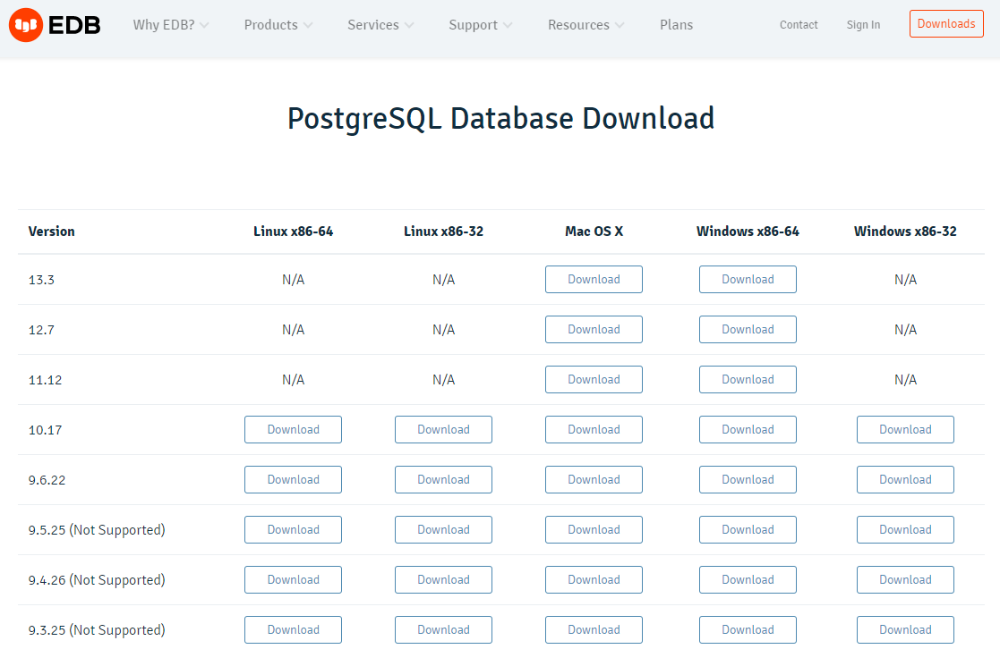 EDB Why EDB? Products Services Support Resources Plans Contact Sign In Downloads
PostgreSQL Database Download
Version Linux x86-64 Linux x86-32 Mac OS X Windows x86-64 Windows x86-32
13.3 N/A N/A Download Download N/A
12.7 N/A N/A Download Download N/A
11.12 N/A N/A Download Download N/A
10.17 Download Download Download Download Download
9.6.22 Download Download Download Download Download
9.5.25 (Not Supported) Download Download Download Download Download
9.4.26 (Not Supported) Download Download Download Download Download
9.3.25 (Not Supported) Download Download Download Download Download